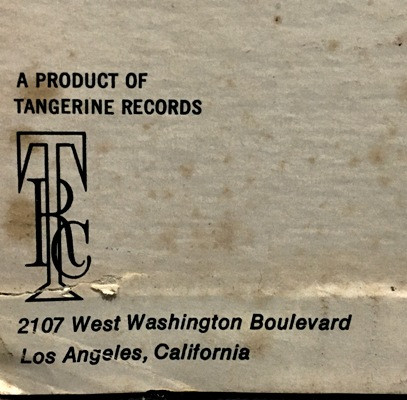 A PRODUCT OF
TANGERINE RECORDS
TRC
2107 West Washington Boulevard
Los Angeles, California